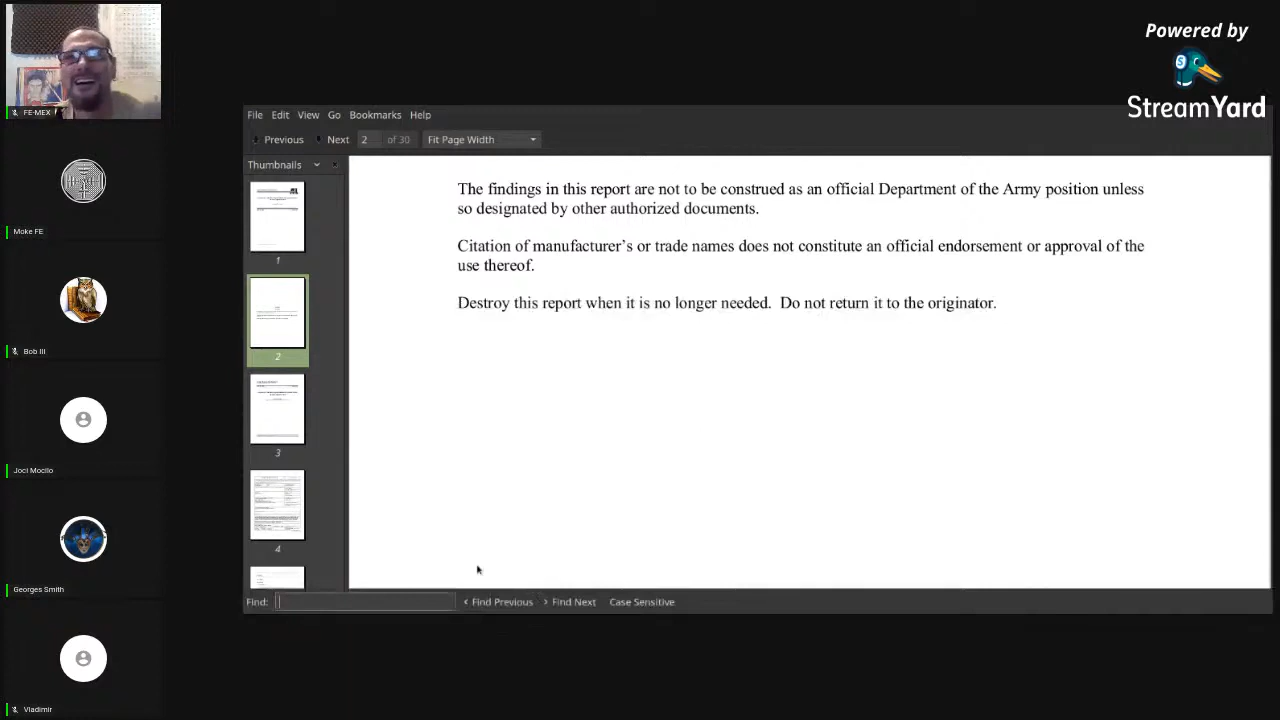 Powered by
StreamYard
FE-MEX
Moke FE
Bob III
Joci Mocilo
Georges Smith
Vladimir
File Edit View Go Bookmarks Help
Previous Next 2 of 30 Fit Page Width
Thumbnails
1
2
3
4
The findings in this report are not to be construed as an official Department of the Army position unless
so designated by other authorized documents.
Citation of manufacturer's or trade names does not constitute an official endorsement or approval of the
use thereof.
Destroy this report when it is no longer needed. Do not return it to the originator.
Find: Find Previous Find Next Case Sensitive